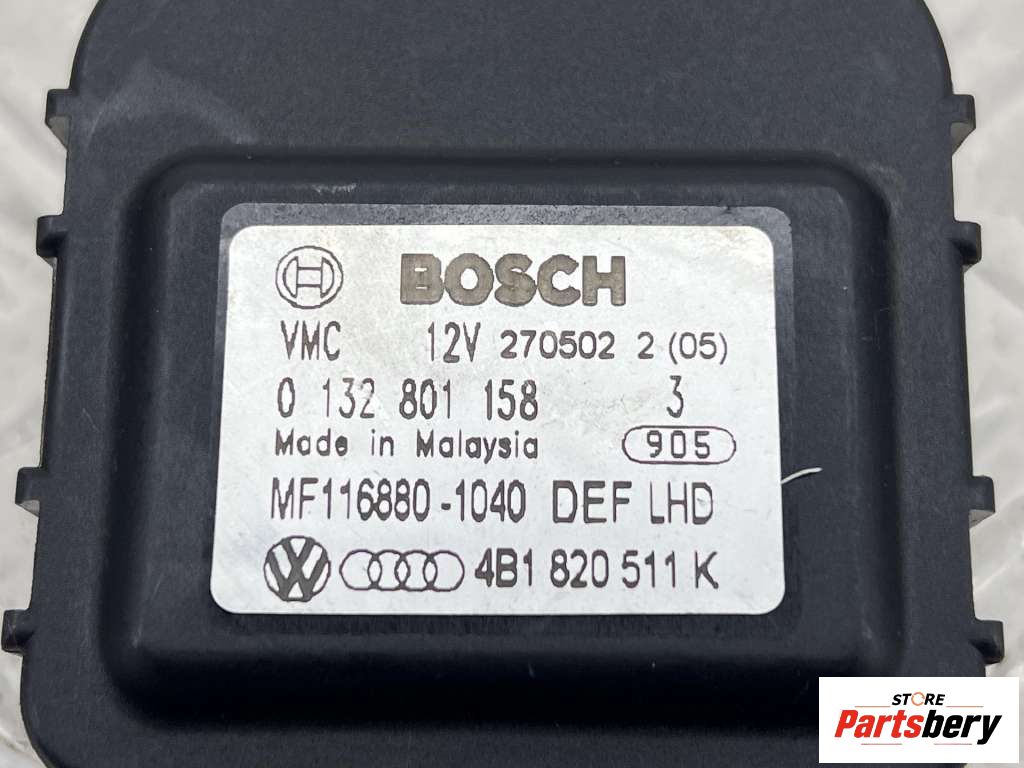 BOSCH
VMC 12V 270502 2 (05)
0 132 801 158 3
Made in Malaysia 905
MF116880-1040 DEF LHD
4B1 820 511 K
STORE
Partsbery